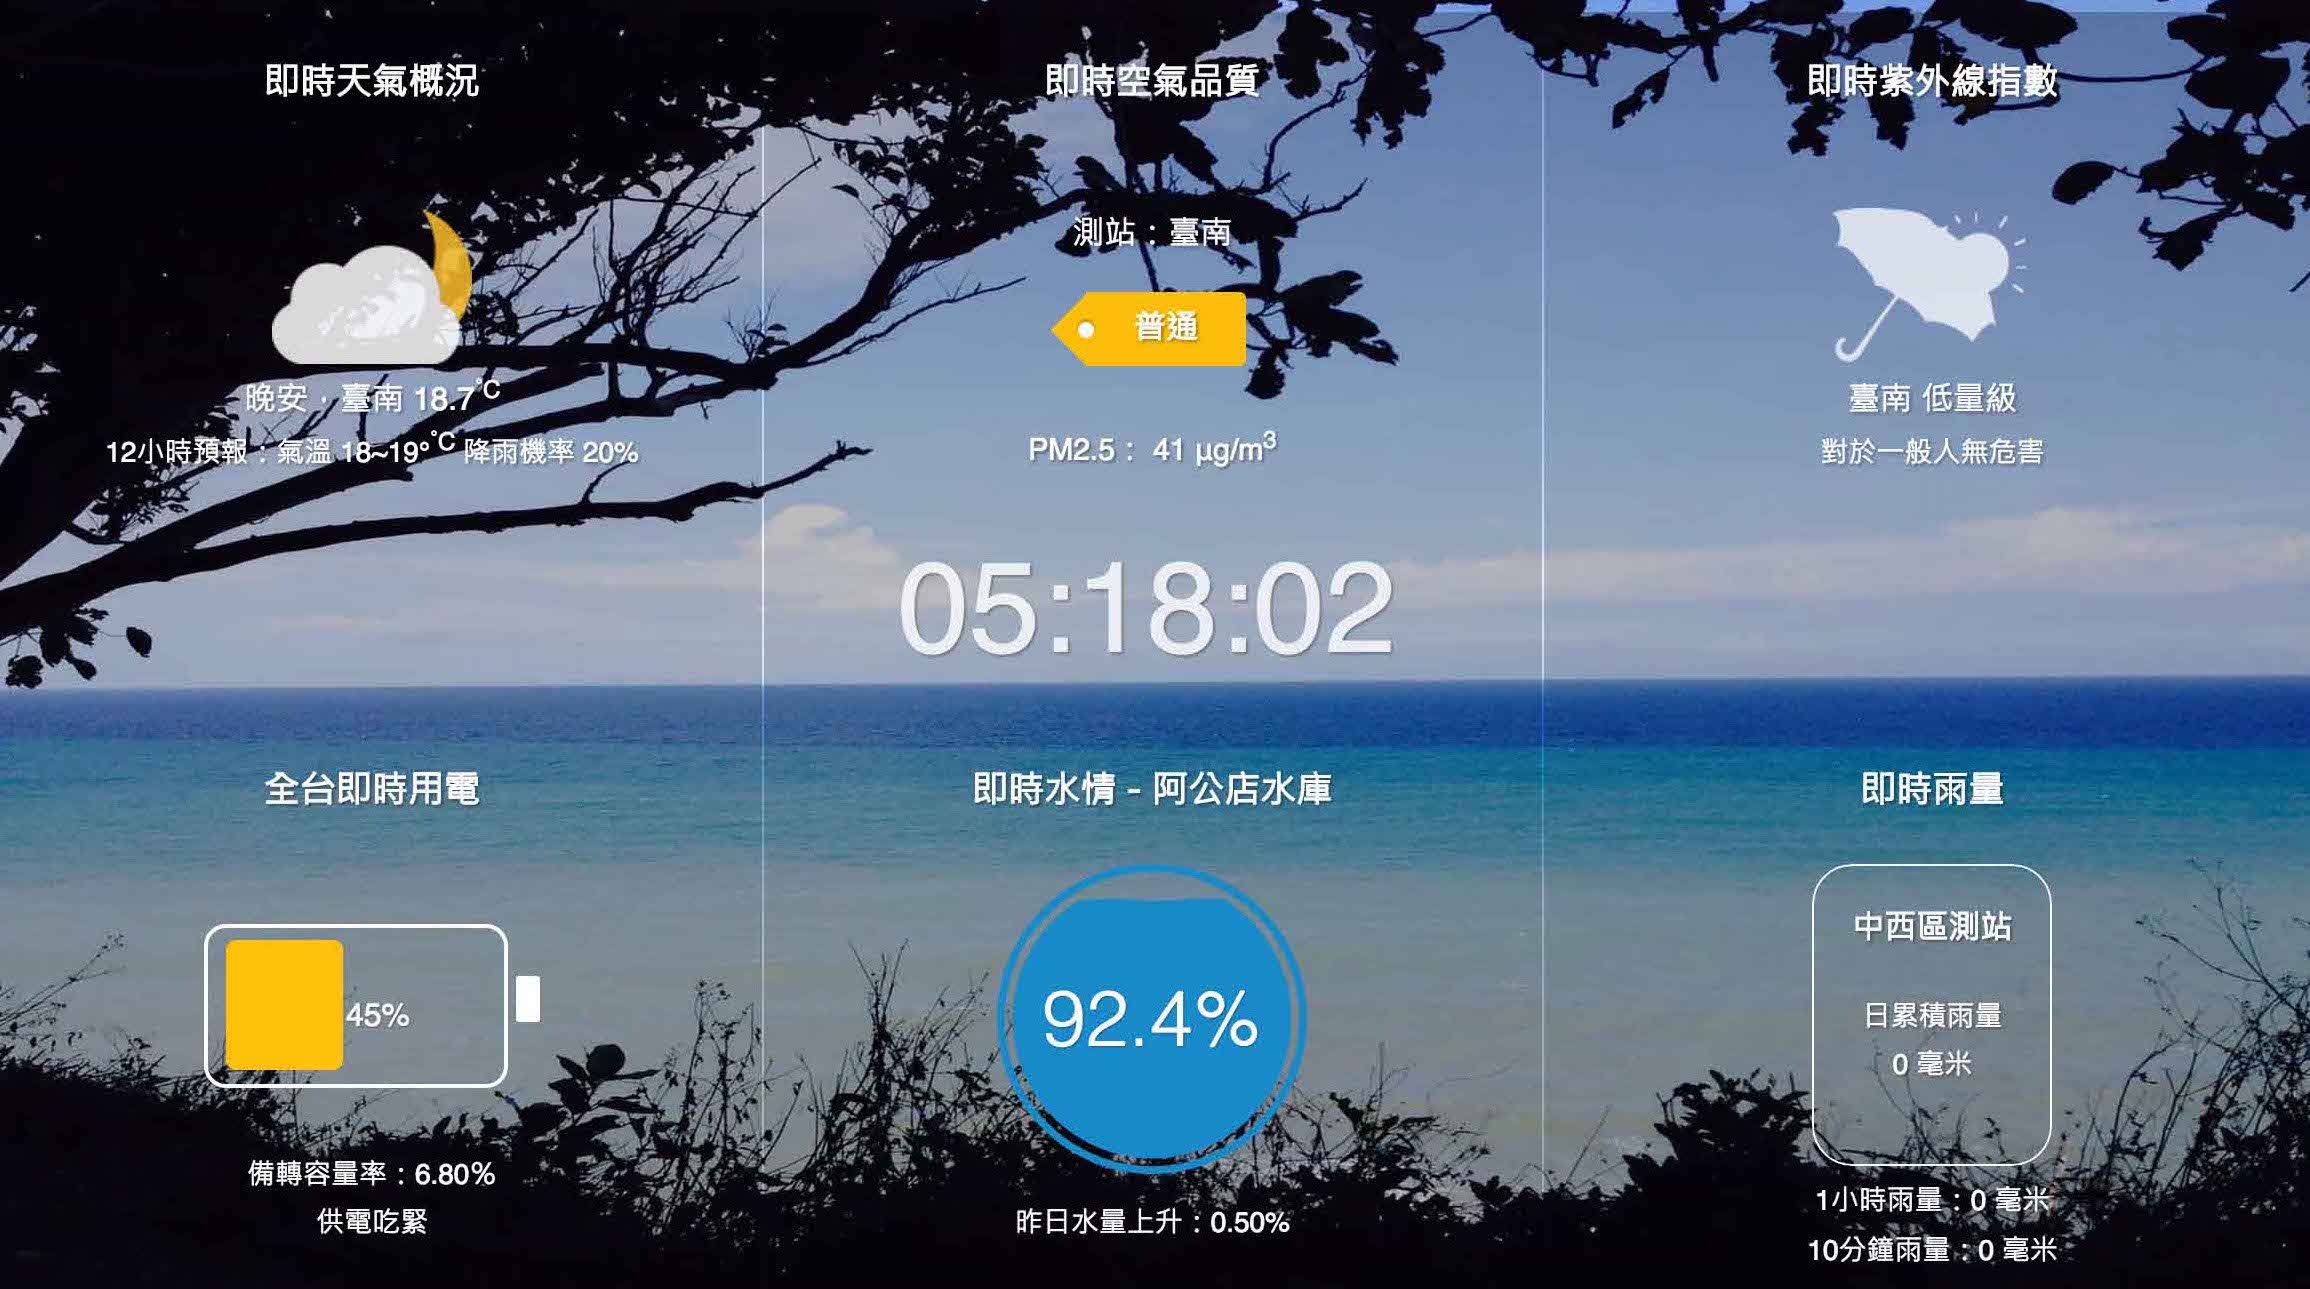 即時天氣概況
晚安．臺南 18.7°C
12小時預報：氣溫 18~19°°C 降雨機率 20%
即時空氣品質
測站：臺南
普通
PM2.5： 41 μg/m3
即時紫外線指數
臺南 低量級
對於一般人無危害
05:18:02
全台即時用電
45%
備轉容量率：6.80%
供電吃緊
即時水情 - 阿公店水庫
92.4%
昨日水量上升：0.50%
即時雨量
中西區測站
日累積雨量
0 毫米
1小時雨量：0 毫米
10分鐘雨量：0 毫米